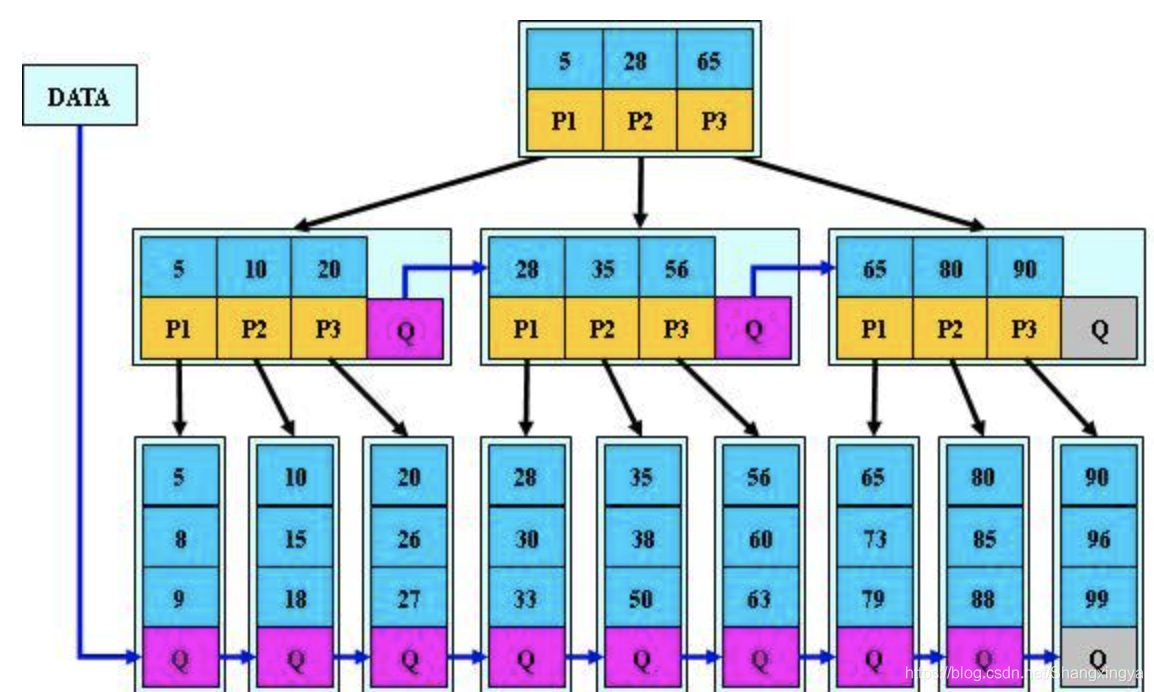 5 28 65
DATA
P1 P2 P3
5 10 20
28 35 56
65 80 90
P1 P2 P3 Q
P1 P2 P3 Q
P1 P2 P3 Q
5 10 20 28 35 56 65 80 90
8 15 26 30 38 60 73 85 96
9 18 27 33 50 63 79 88 99
Q Q Q Q Q Q Q Q Q
https://blog.csdn.net/Shangxingya